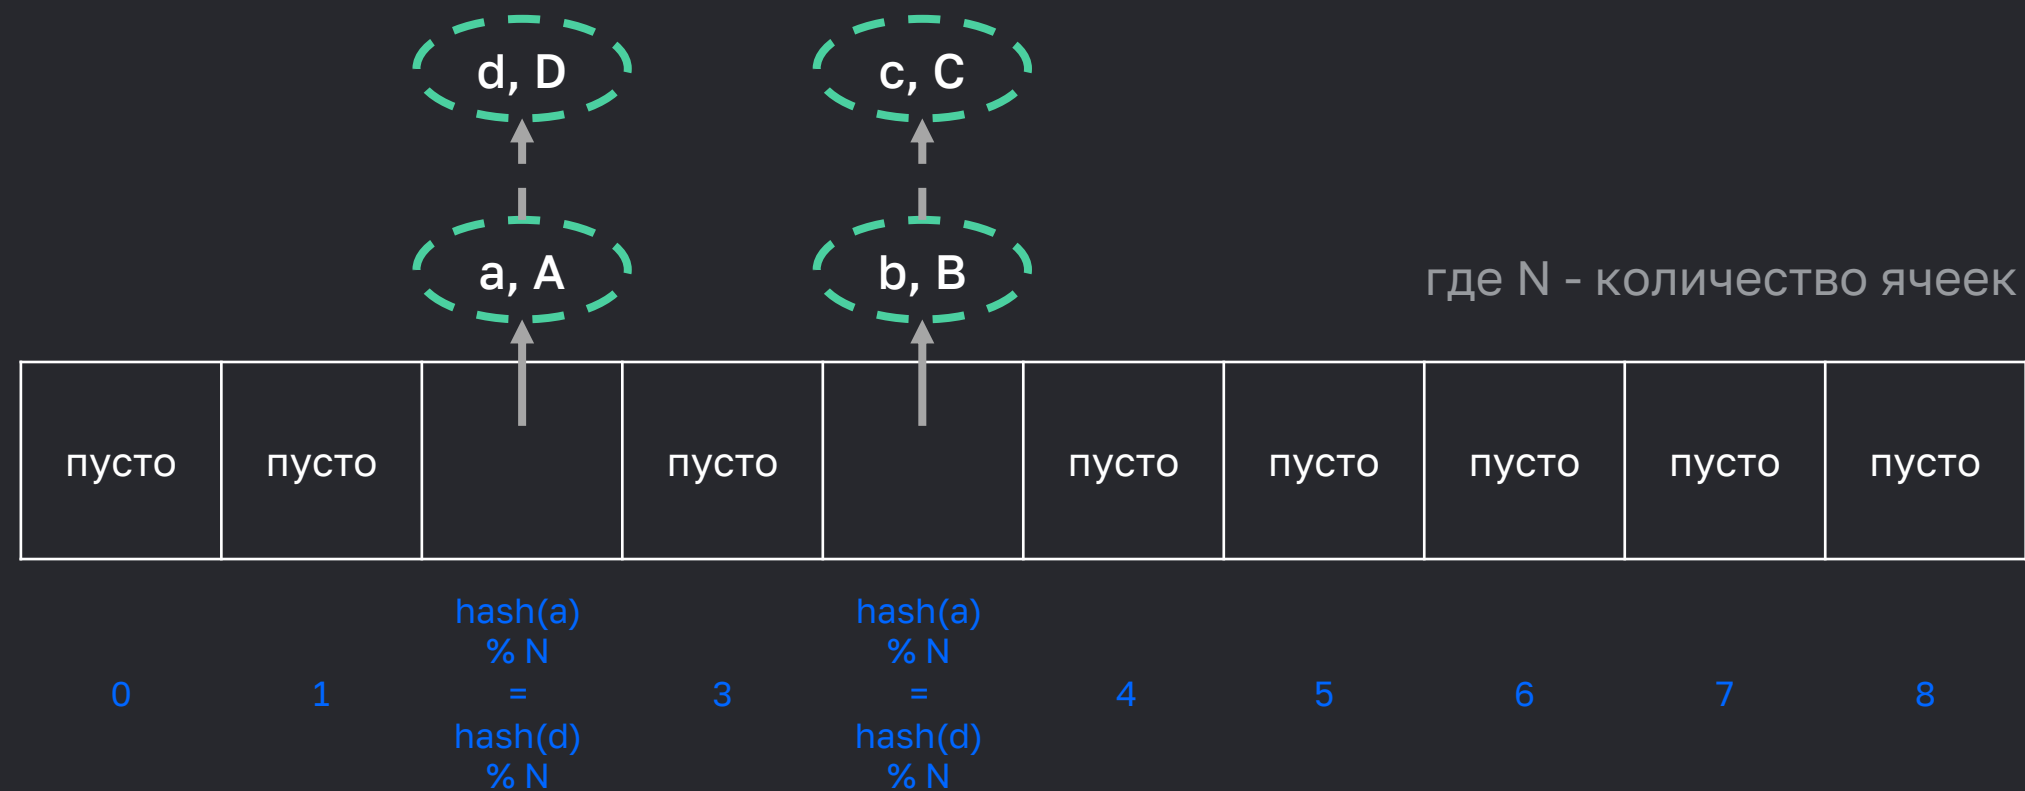 d, D
c, C
a, A
b, B
где N - количество ячеек
пусто
пусто
пусто
пусто
пусто
пусто
пусто
пусто
0
1
hash(a)
% N
=
hash(d)
% N
3
hash(a)
% N
=
hash(d)
% N
4
5
6
7
8